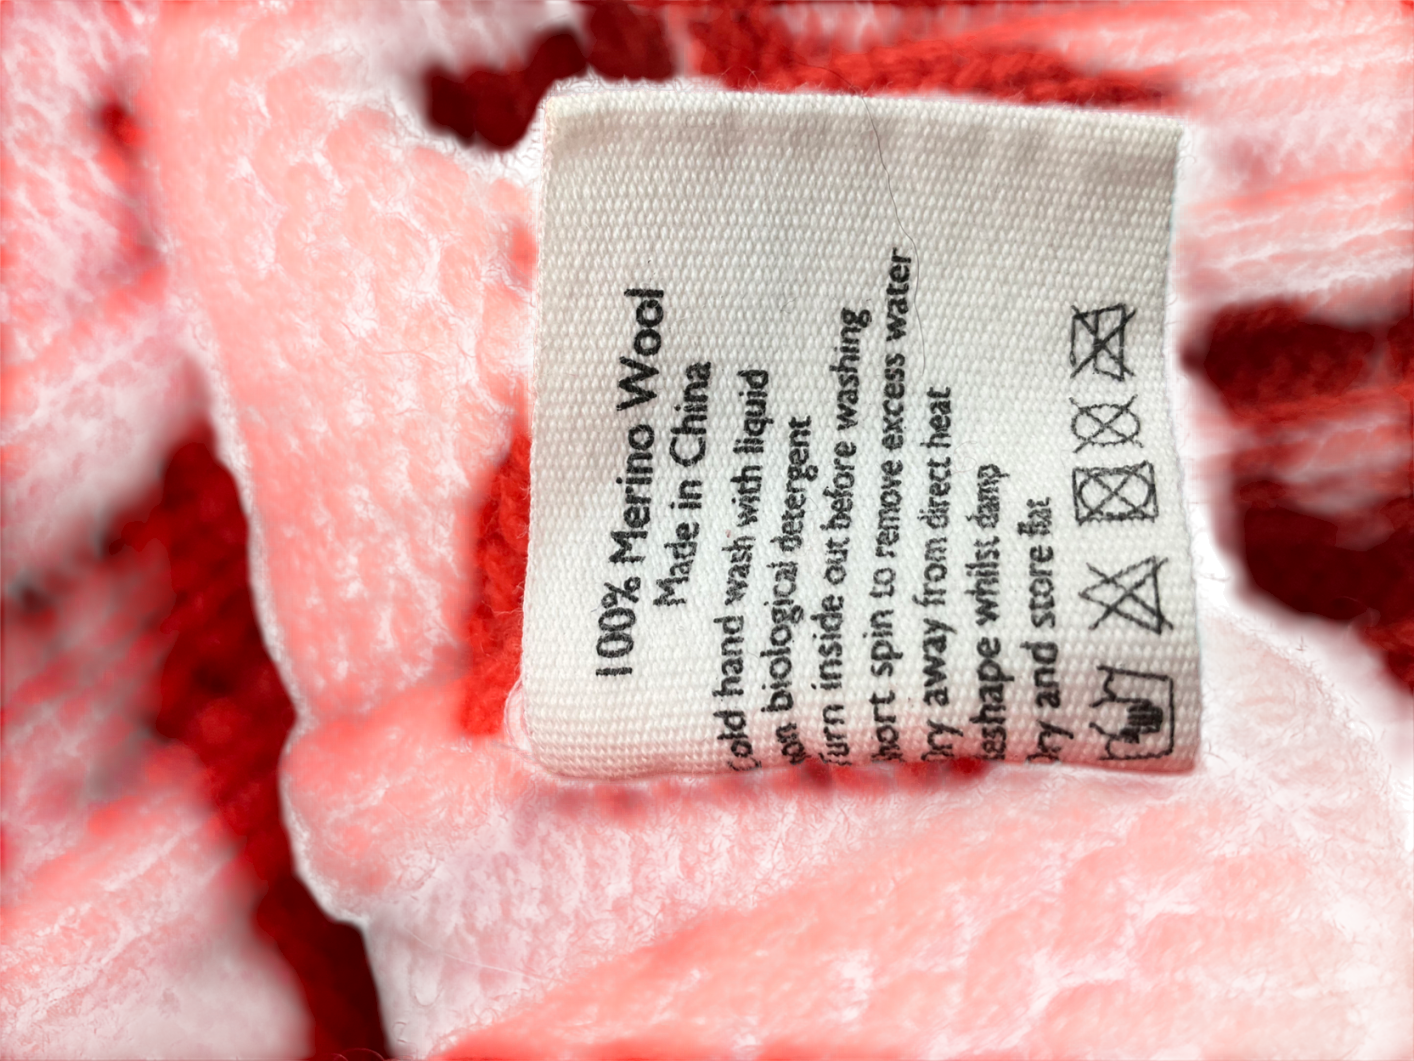 100% Merino Wool
Made in China
Cold hand wash with liquid
non biological detergent
Turn inside out before washing
Short spin to remove excess water
Dry away from direct heat
Reshape whilst damp
Dry and store flat